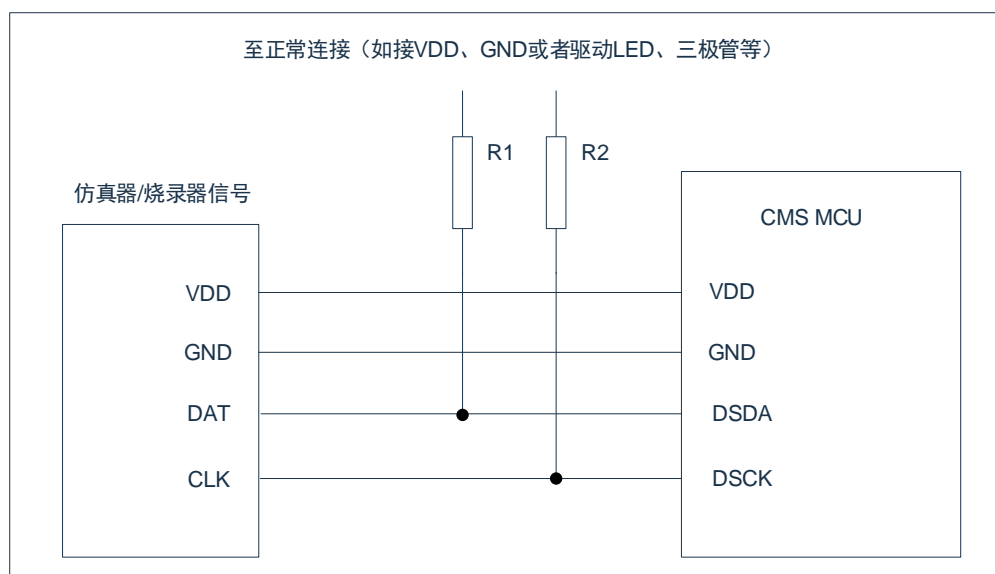 至正常连接（如接VDD、GND或者驱动LED、三极管等）
R1
R2
仿真器/烧录器信号
CMS MCU
VDD
VDD
GND
GND
DAT
DSDA
CLK
DSCK